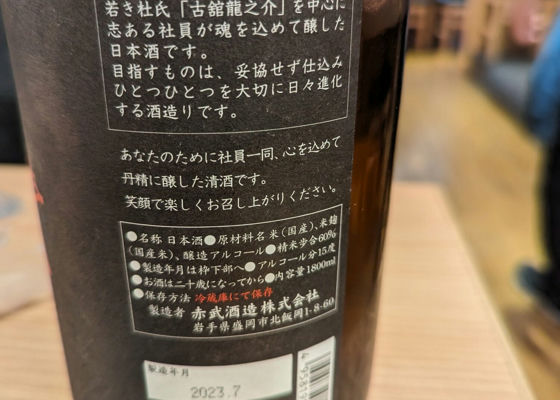 若き杜氏「古舘龍之介」を中心に
志ある社員が魂を込めて醸した
日本酒です。
目指すものは、妥協せず仕込み
ひとつひとつを大切に日々進化
する酒造りです。
あなたのために社員一同、心を込めて
丹精に醸した清酒です。
笑顔で楽しくお召し上がりください。
●名称 日本酒●原材料名 米(国産)、米麹
(国産米)、醸造アルコール●精米歩合60%
●製造年月は枠下部へ●アルコール分15度
●お酒は二十歳になってから●内容量1800ml
●保存方法 冷蔵庫にて保存
製造者 赤武酒造株式会社
岩手県盛岡市北飯岡1-8-60
製造年月
2023.7